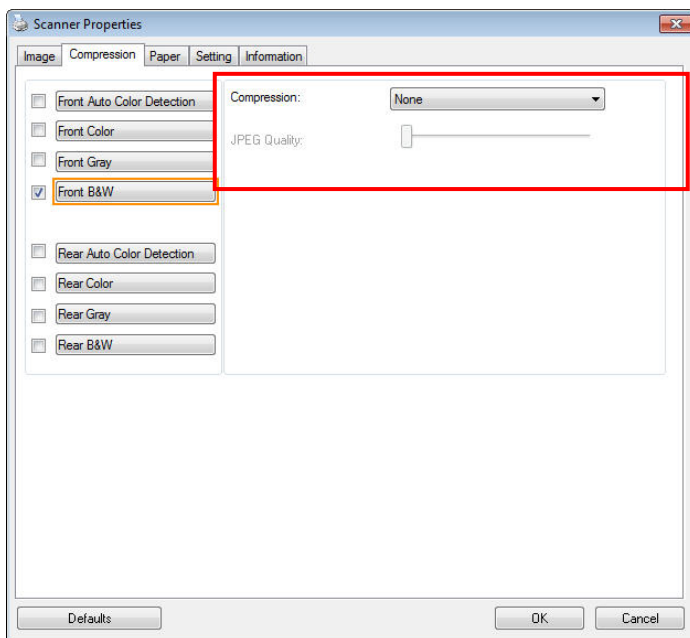 Scanner Properties
Image Compression Paper Setting Information
Front Auto Color Detection
Front Color
Front Gray
Front B&W
Rear Auto Color Detection
Rear Color
Rear Gray
Rear B&W
Compression: None
JPEG Quality:
Defaults OK Cancel